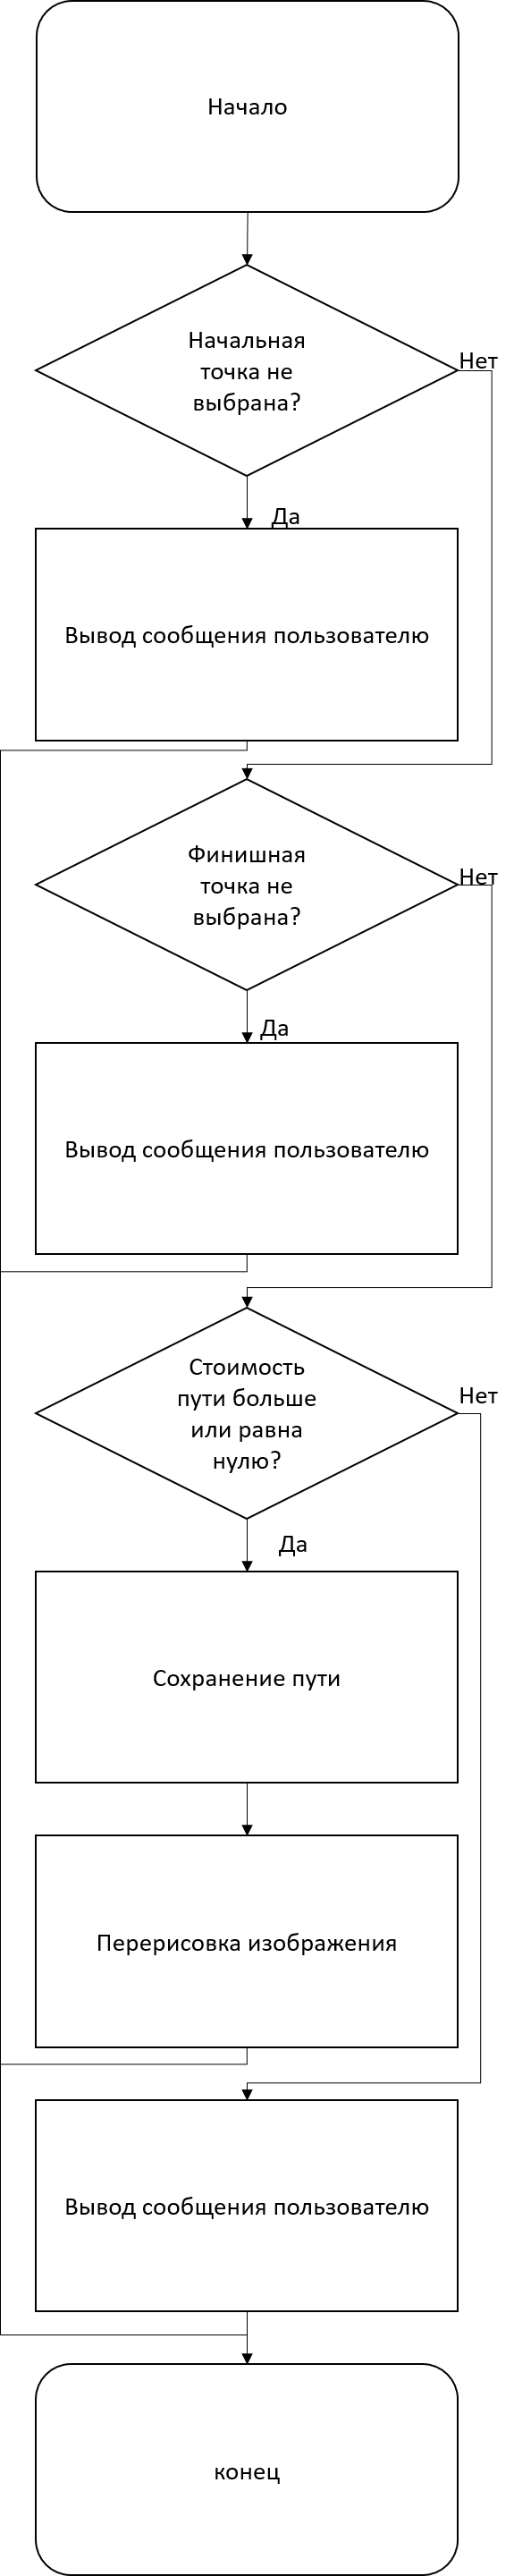 Начало
Начальная
точка не
выбрана?
Нет
Да
Вывод сообщения пользователю
Финишная
точка не
выбрана?
Нет
Да
Вывод сообщения пользователю
Стоимость
пути больше
или равна
нулю?
Нет
Да
Сохранение пути
Перерисовка изображения
Вывод сообщения пользователю
конец